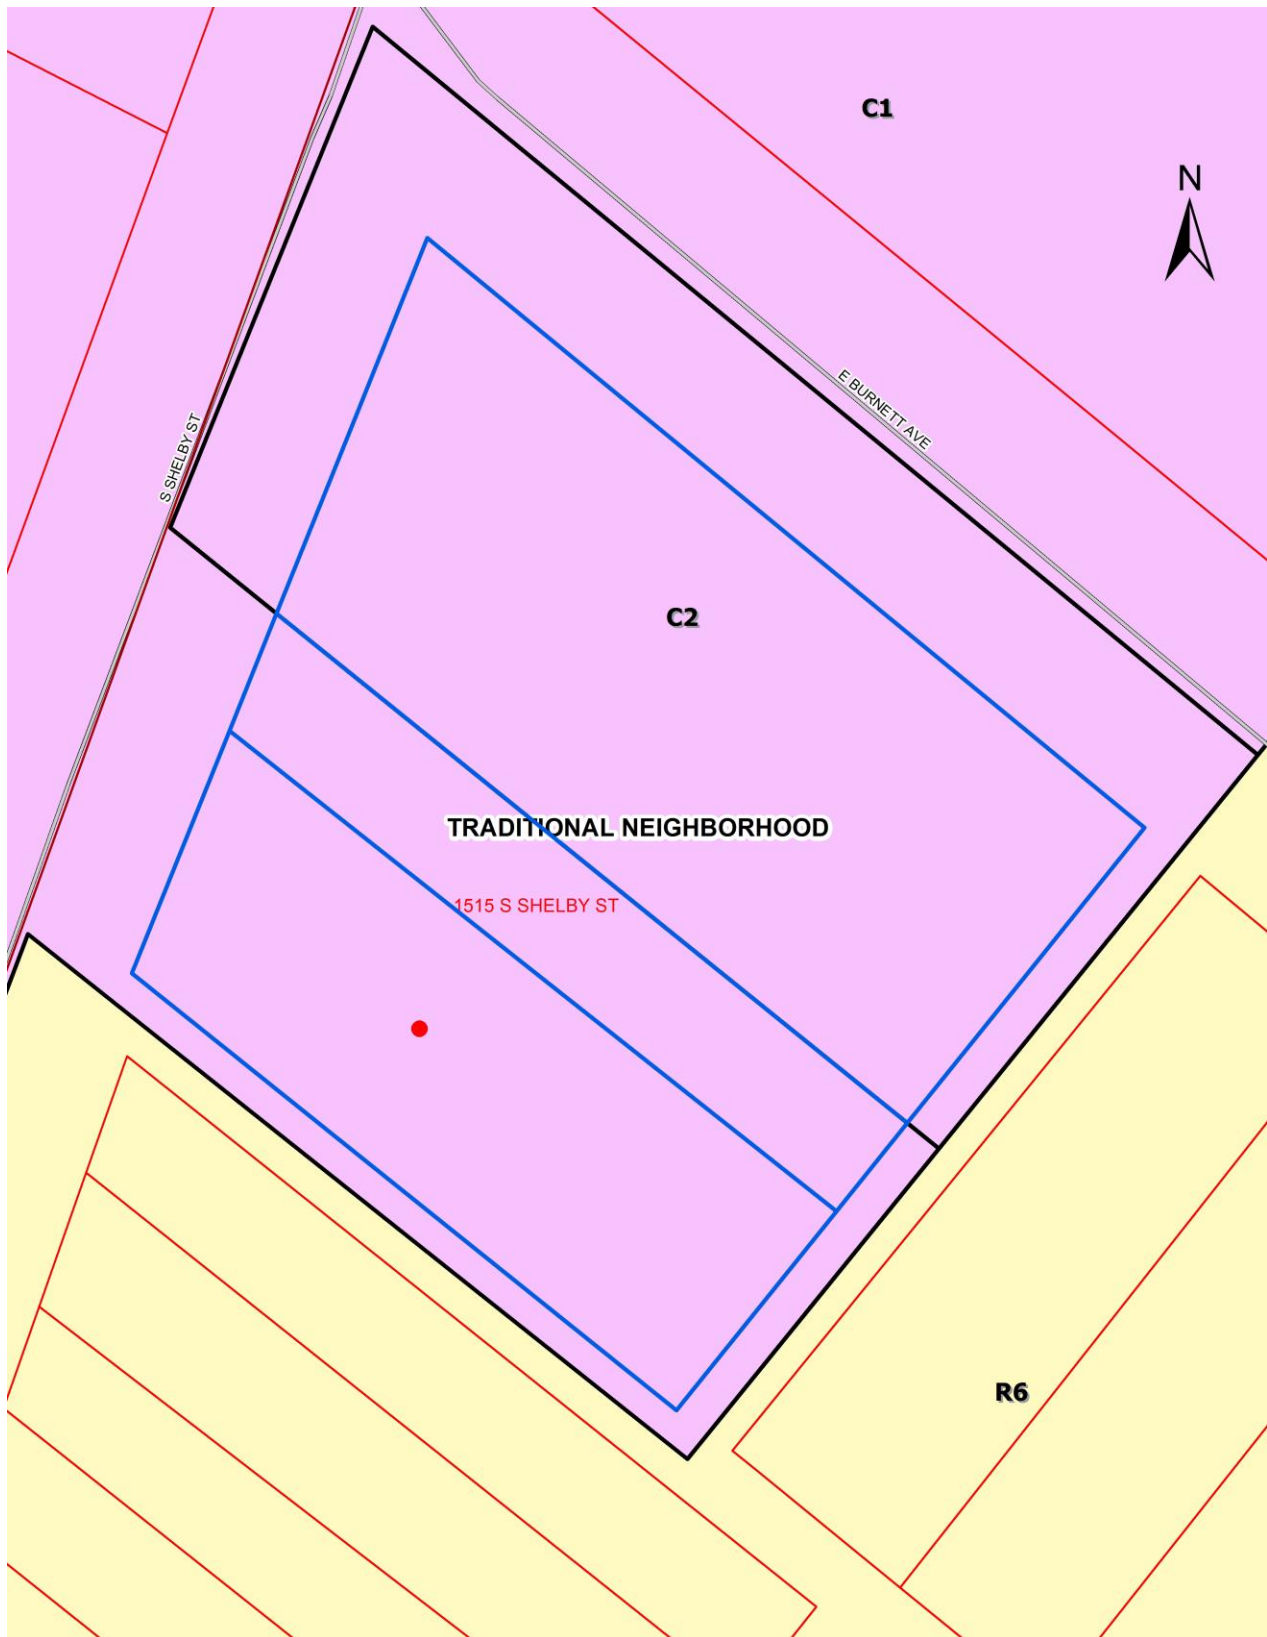 C1
N
E BURNETT AVE
S SHELBY ST
C2
TRADITIONAL NEIGHBORHOOD
1515 S SHELBY ST
R6